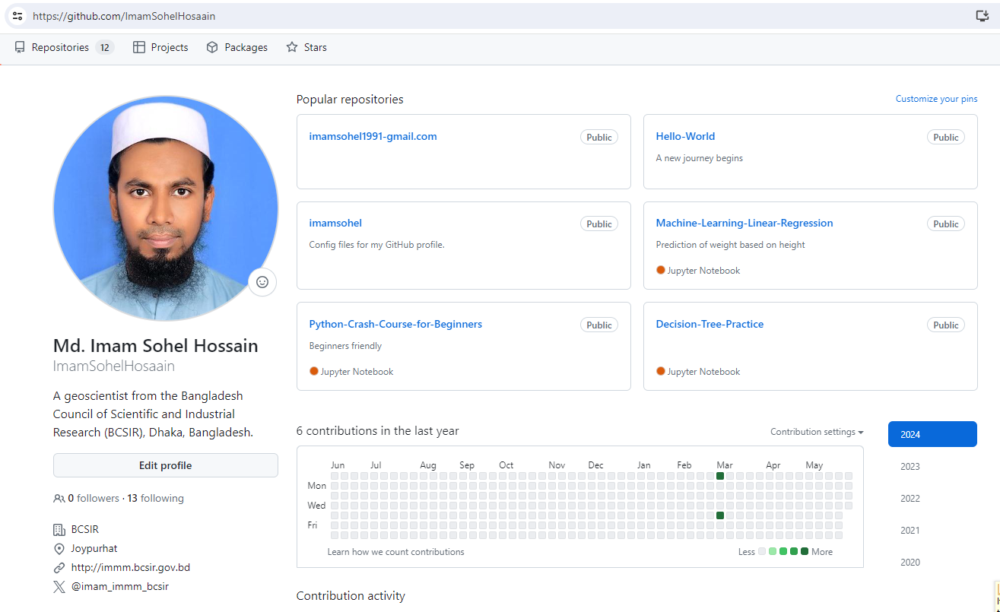 https://github.com/ImamSohelHosaain
Repositories 12 Projects Packages Stars
Popular repositories
Customize your pins
imamsohel1991-gmail.com Public
Hello-World Public
A new journey begins
imamsohel Public
Config files for my GitHub profile.
Machine-Learning-Linear-Regression Public
Prediction of weight based on height
Jupyter Notebook
Python-Crash-Course-for-Beginners Public
Beginners friendly
Jupyter Notebook
Decision-Tree-Practice Public
Jupyter Notebook
Md. Imam Sohel Hossain
ImamSohelHosaain
A geoscientist from the Bangladesh
Council of Scientific and Industrial
Research (BCSIR), Dhaka, Bangladesh.
Edit profile
0 followers · 13 following
BCSIR
Joypurhat
http://immm.bcsir.gov.bd
@imam_immm_bcsir
6 contributions in the last year
Contribution settings
Jun Jul Aug Sep Oct Nov Dec Jan Feb Mar Apr May
Mon
Wed
Fri
Learn how we count contributions
Less More
2024
2023
2022
2021
2020
Contribution activity